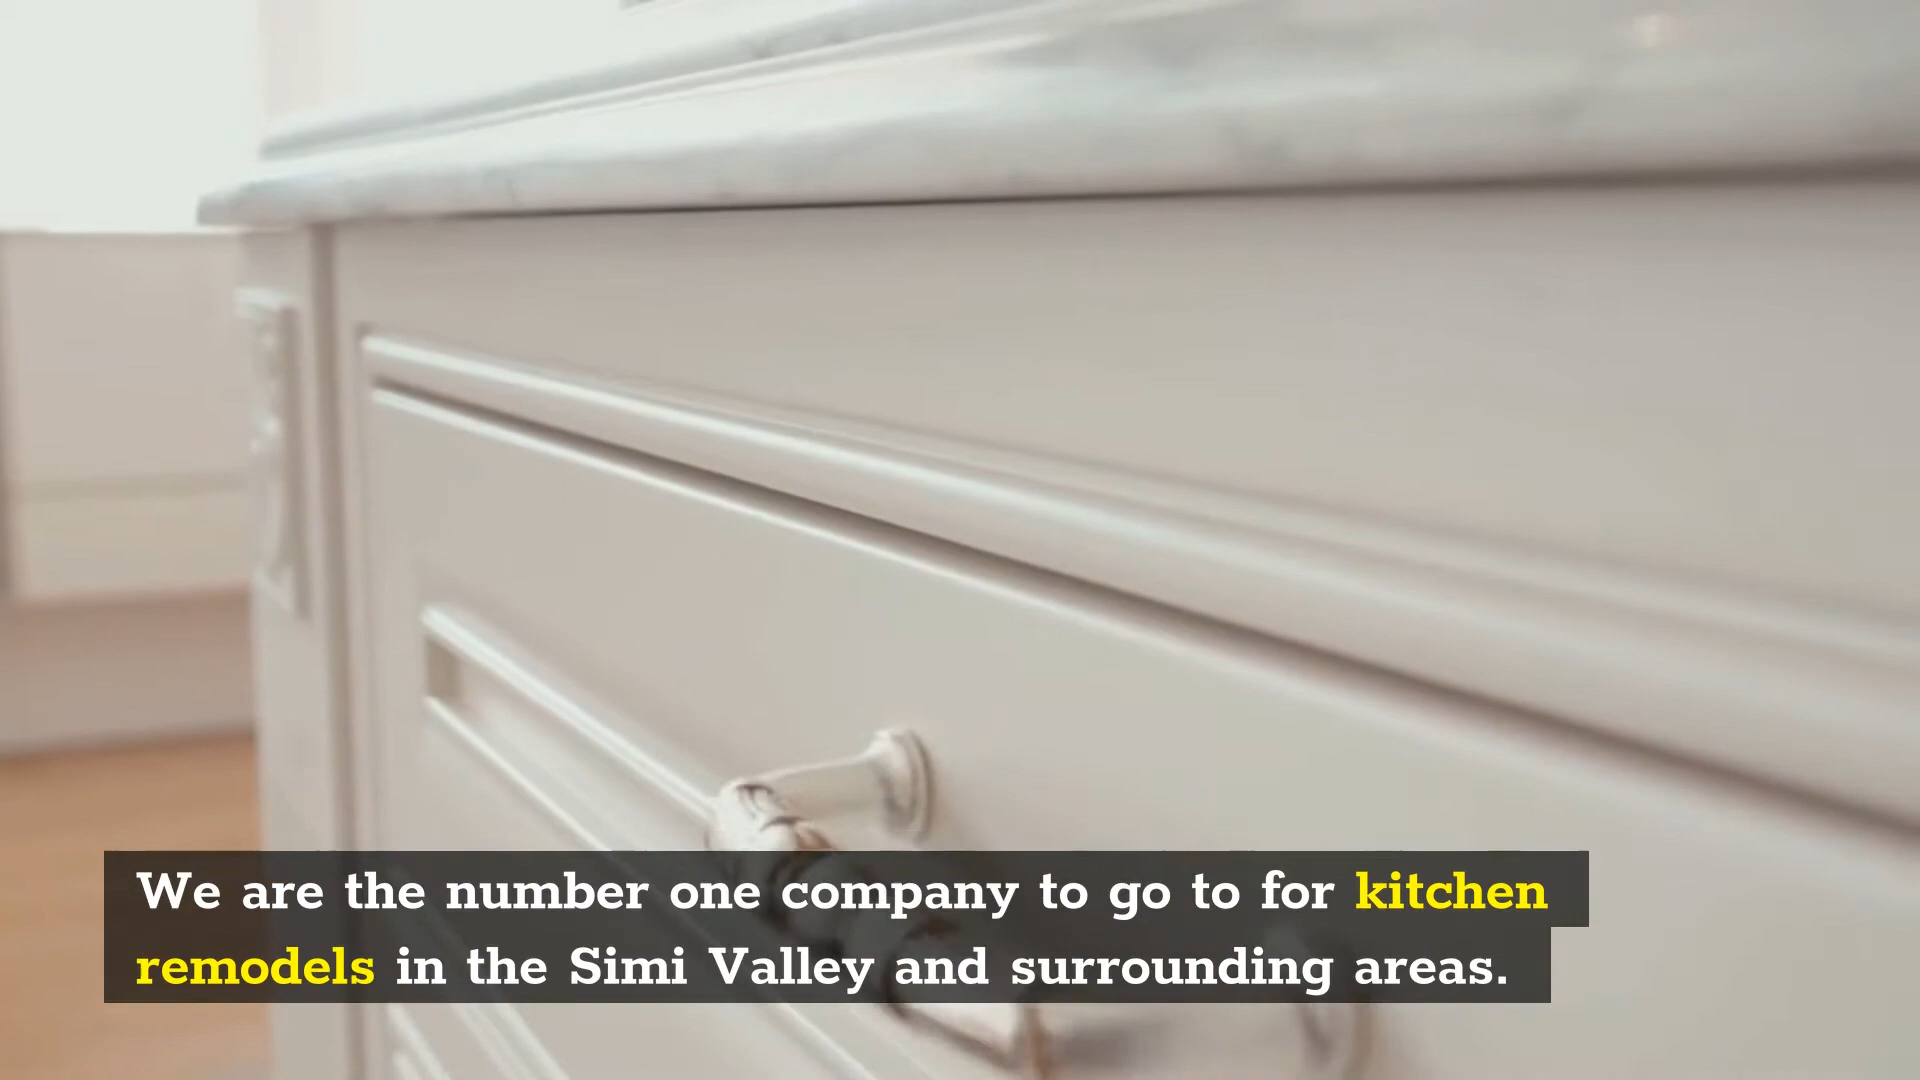 We are the number one company to go to for kitchen
remodels in the Simi Valley and surrounding areas.